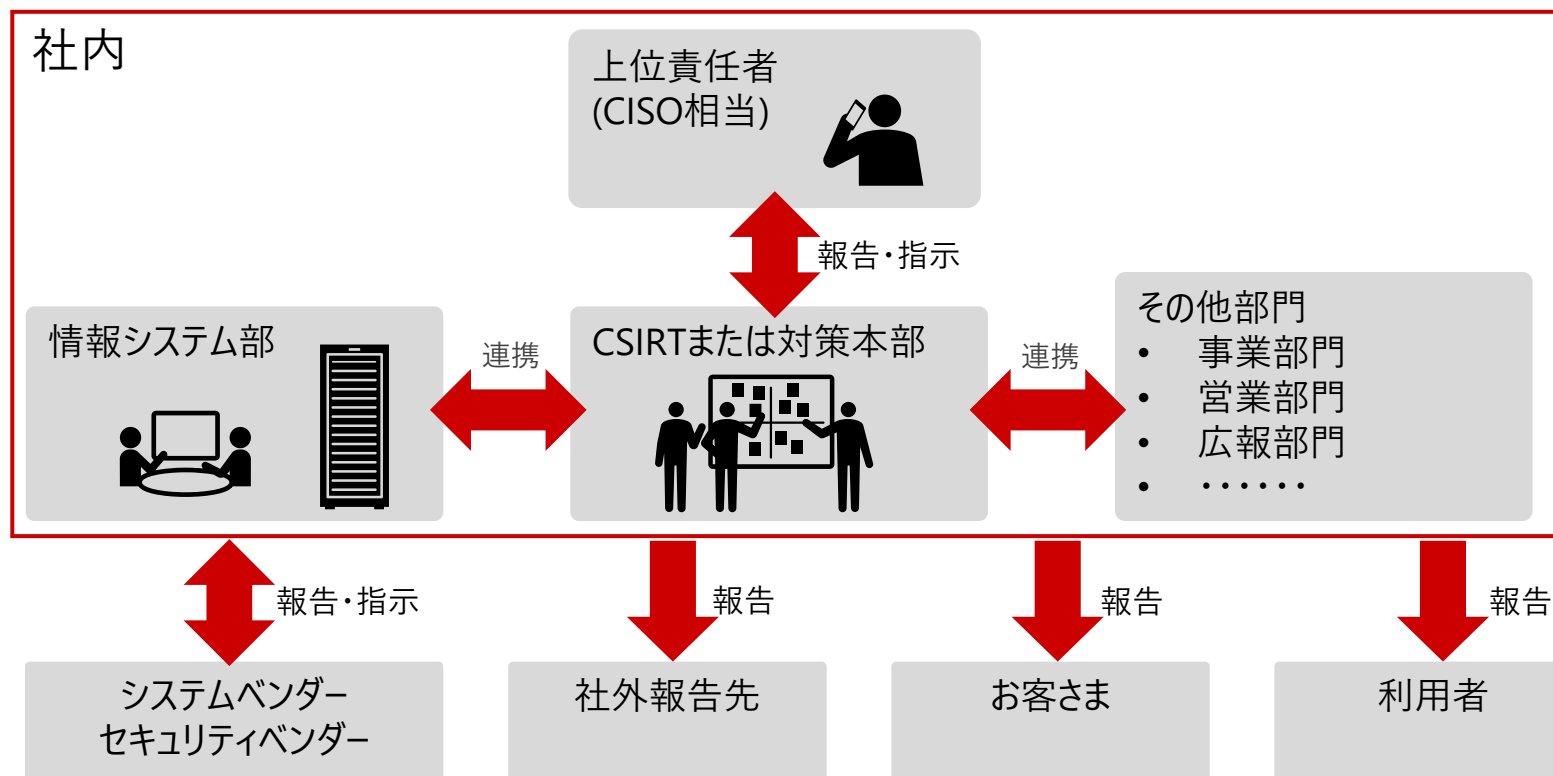 社内
上位責任者
(CISO相当)
報告・指示
情報システム部
連携
CSIRTまたは対策本部
連携
その他部門
• 事業部門
• 営業部門
• 広報部門
• ・・・・・・
報告・指示
報告
報告
報告
システムベンダー
セキュリティベンダー
社外報告先
お客さま
利用者